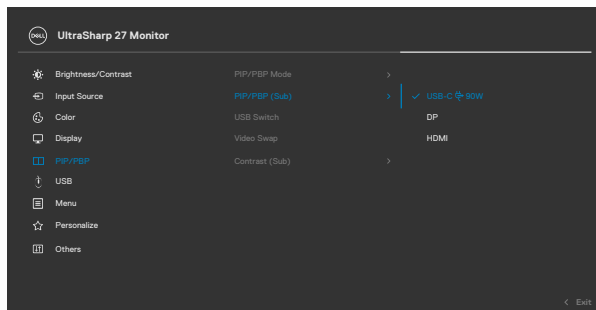 DELL UltraSharp 27 Monitor
Brightness/Contrast PIP/PBP Mode
Input Source PIP/PBP (Sub) USB-C 90W
Color USB Switch DP
Display Video Swap HDMI
PIP/PBP Contrast (Sub)
USB
Menu
Personalize
Others
Exit